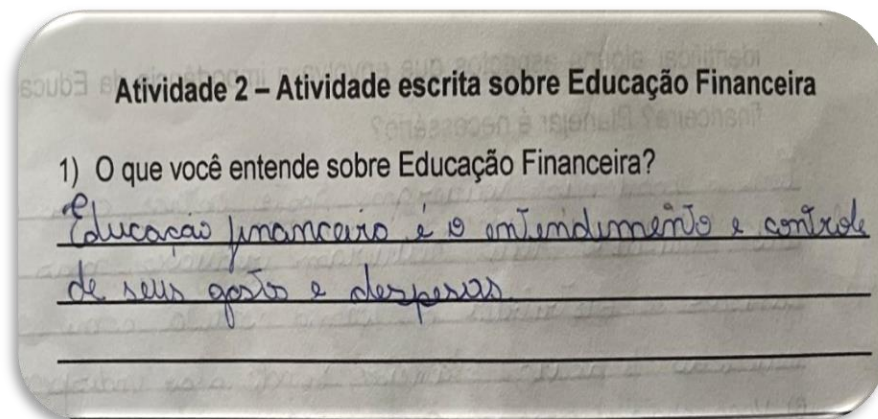 Atividade 2 – Atividade escrita sobre Educação Financeira
1) O que você entende sobre Educação Financeira?
Educação financeira é o entendimento e controle
de seus gastos e despesas.